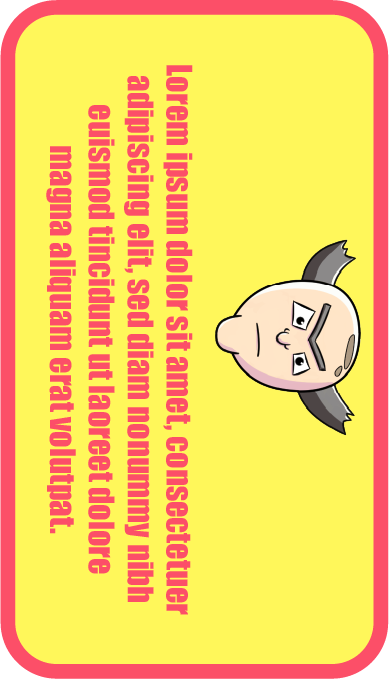 Lorem ipsum dolor sit amet, consectetuer
adipiscing elit, sed diam nonummy nibh
euismod tincidunt ut laoreet dolore
magna aliquam erat volutpat.